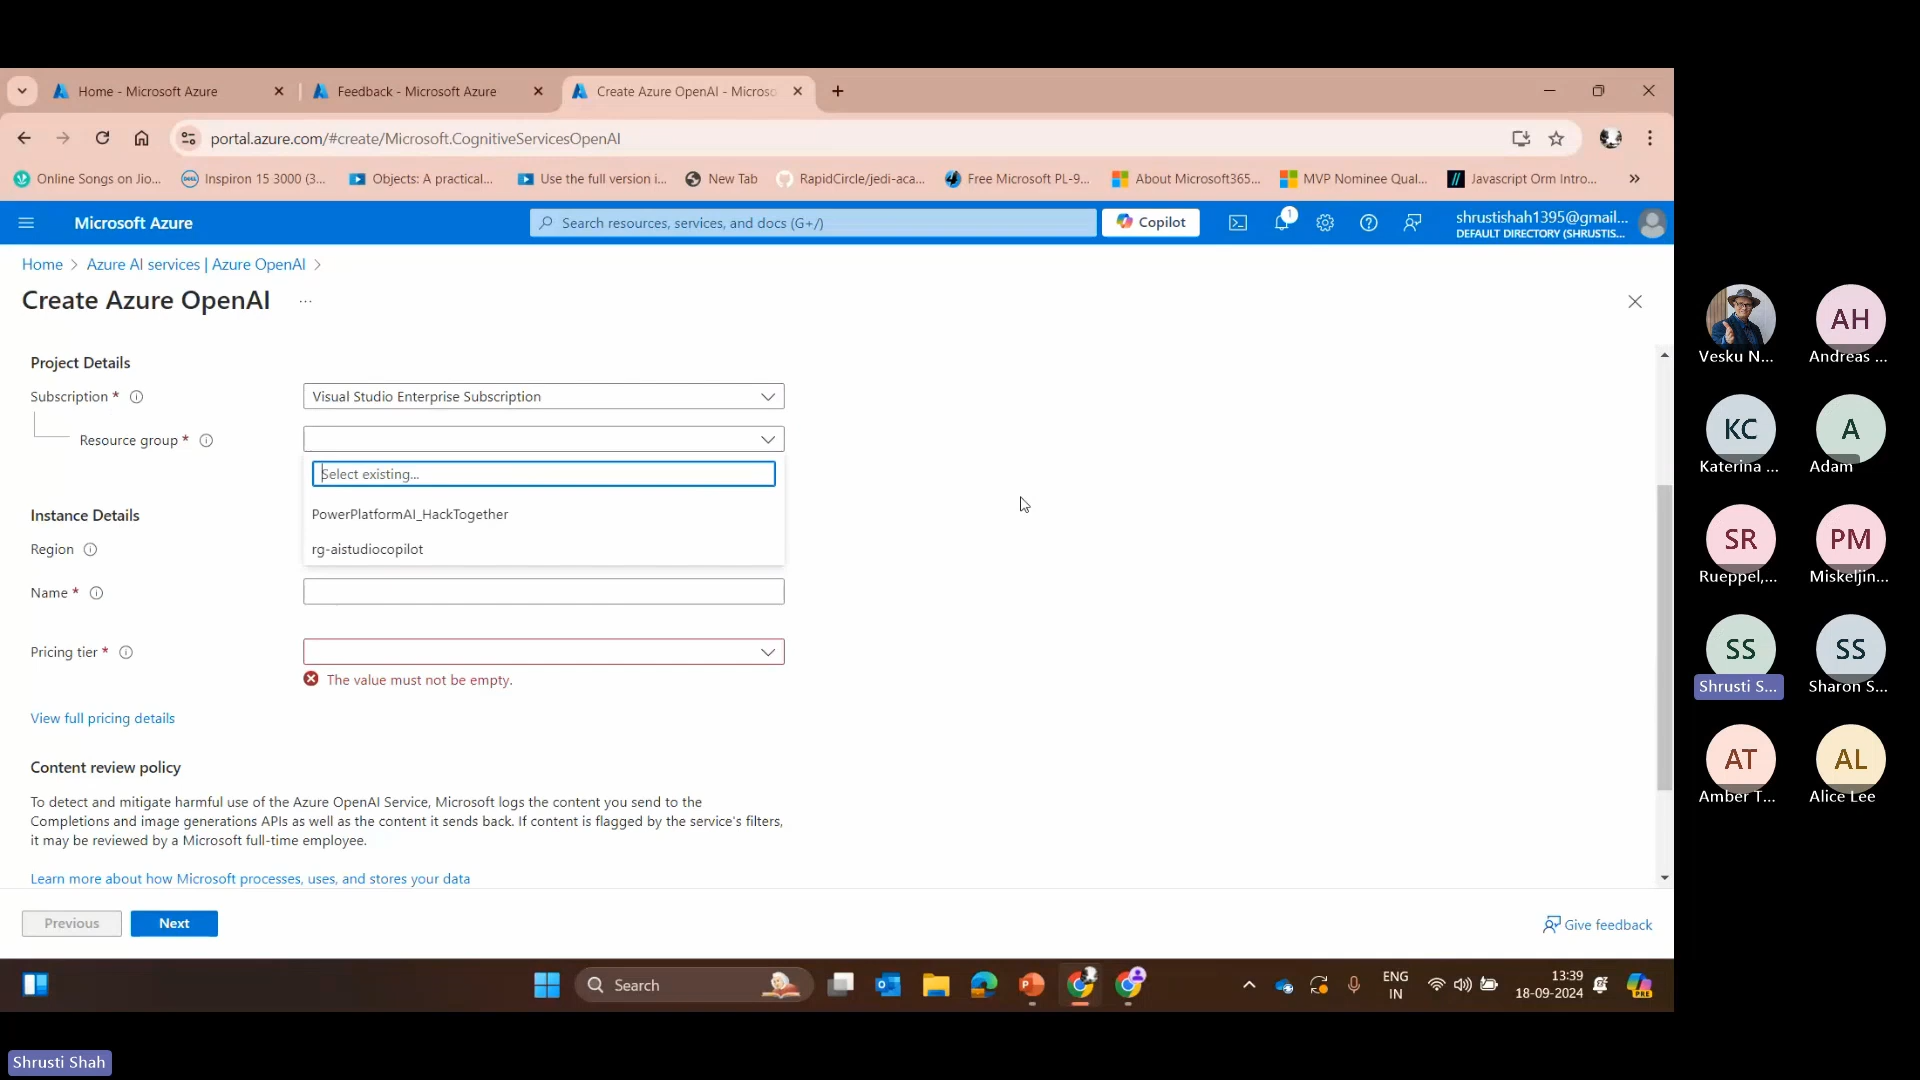 Home - Microsoft Azure
Feedback - Microsoft Azure
Create Azure OpenAI - Microso
portal.azure.com/#create/Microsoft.CognitiveServicesOpenAI
Online Songs on Jio...
Inspiron 15 3000 (3...
Objects: A practical...
Use the full version i...
New Tab
RapidCircle/jedi-aca...
Free Microsoft PL-9...
About Microsoft365...
MVP Nominee Qual...
Javascript Orm Intro...
»
Microsoft Azure
Search resources, services, and docs (G+/)
Copilot
1
shrustishah1395@gmail...
DEFAULT DIRECTORY (SHRUSTIS...
Home > Azure AI services | Azure OpenAI >
Create Azure OpenAI ...
Project Details
Subscription *
Visual Studio Enterprise Subscription
Resource group *
Select existing...
PowerPlatformAI_HackTogether
rg-aistudiocopilot
Instance Details
Region
Name *
Pricing tier *
The value must not be empty.
View full pricing details
Content review policy
To detect and mitigate harmful use of the Azure OpenAI Service, Microsoft logs the content you send to the
Completions and image generations APIs as well as the content it sends back. If content is flagged by the service's filters,
it may be reviewed by a Microsoft full-time employee.
Learn more about how Microsoft processes, uses, and stores your data
Previous
Next
Give feedback
Search
ENG
IN
13:39
18-09-2024
PRE
Vesku N...
AH
Andreas ...
KC
Katerina ...
A
Adam
SR
Rueppel,...
PM
Miskeljin...
SS
Shrusti S...
SS
Sharon S...
AT
Amber T...
AL
Alice Lee
Shrusti Shah